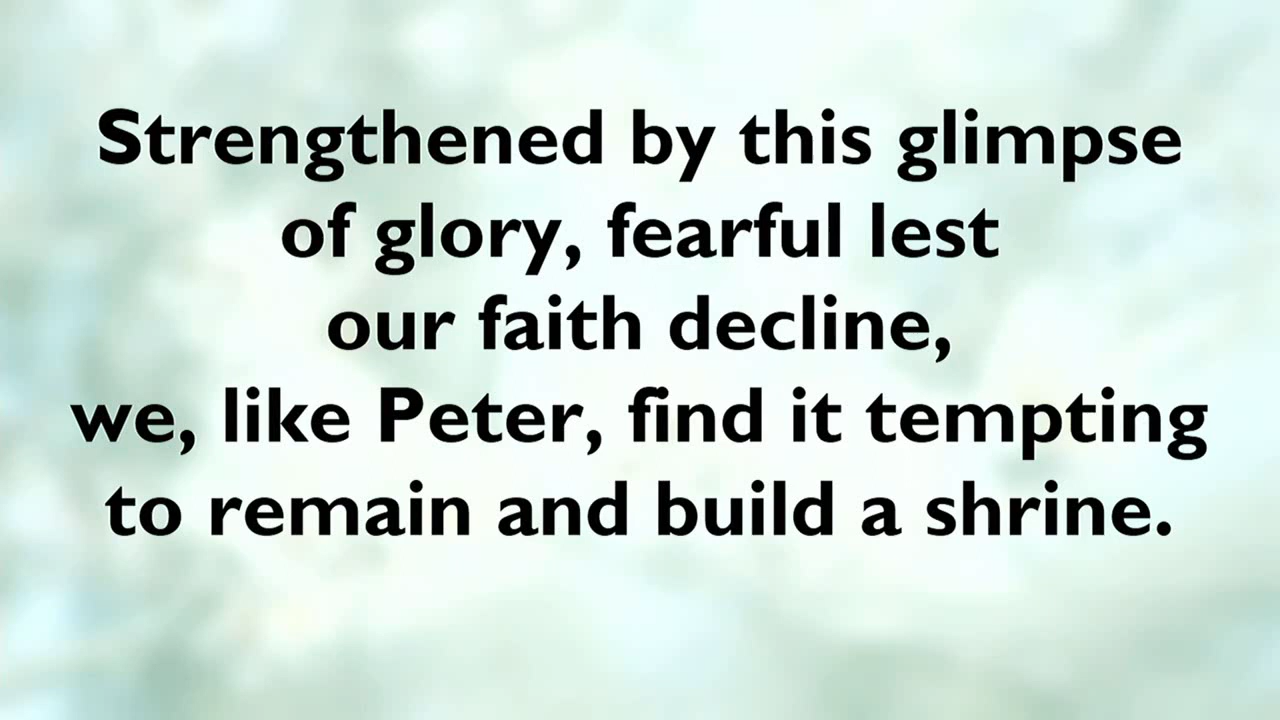 Strengthened by this glimpse
of glory, fearful lest
our faith decline,
we, like Peter, find it tempting
to remain and build a shrine.